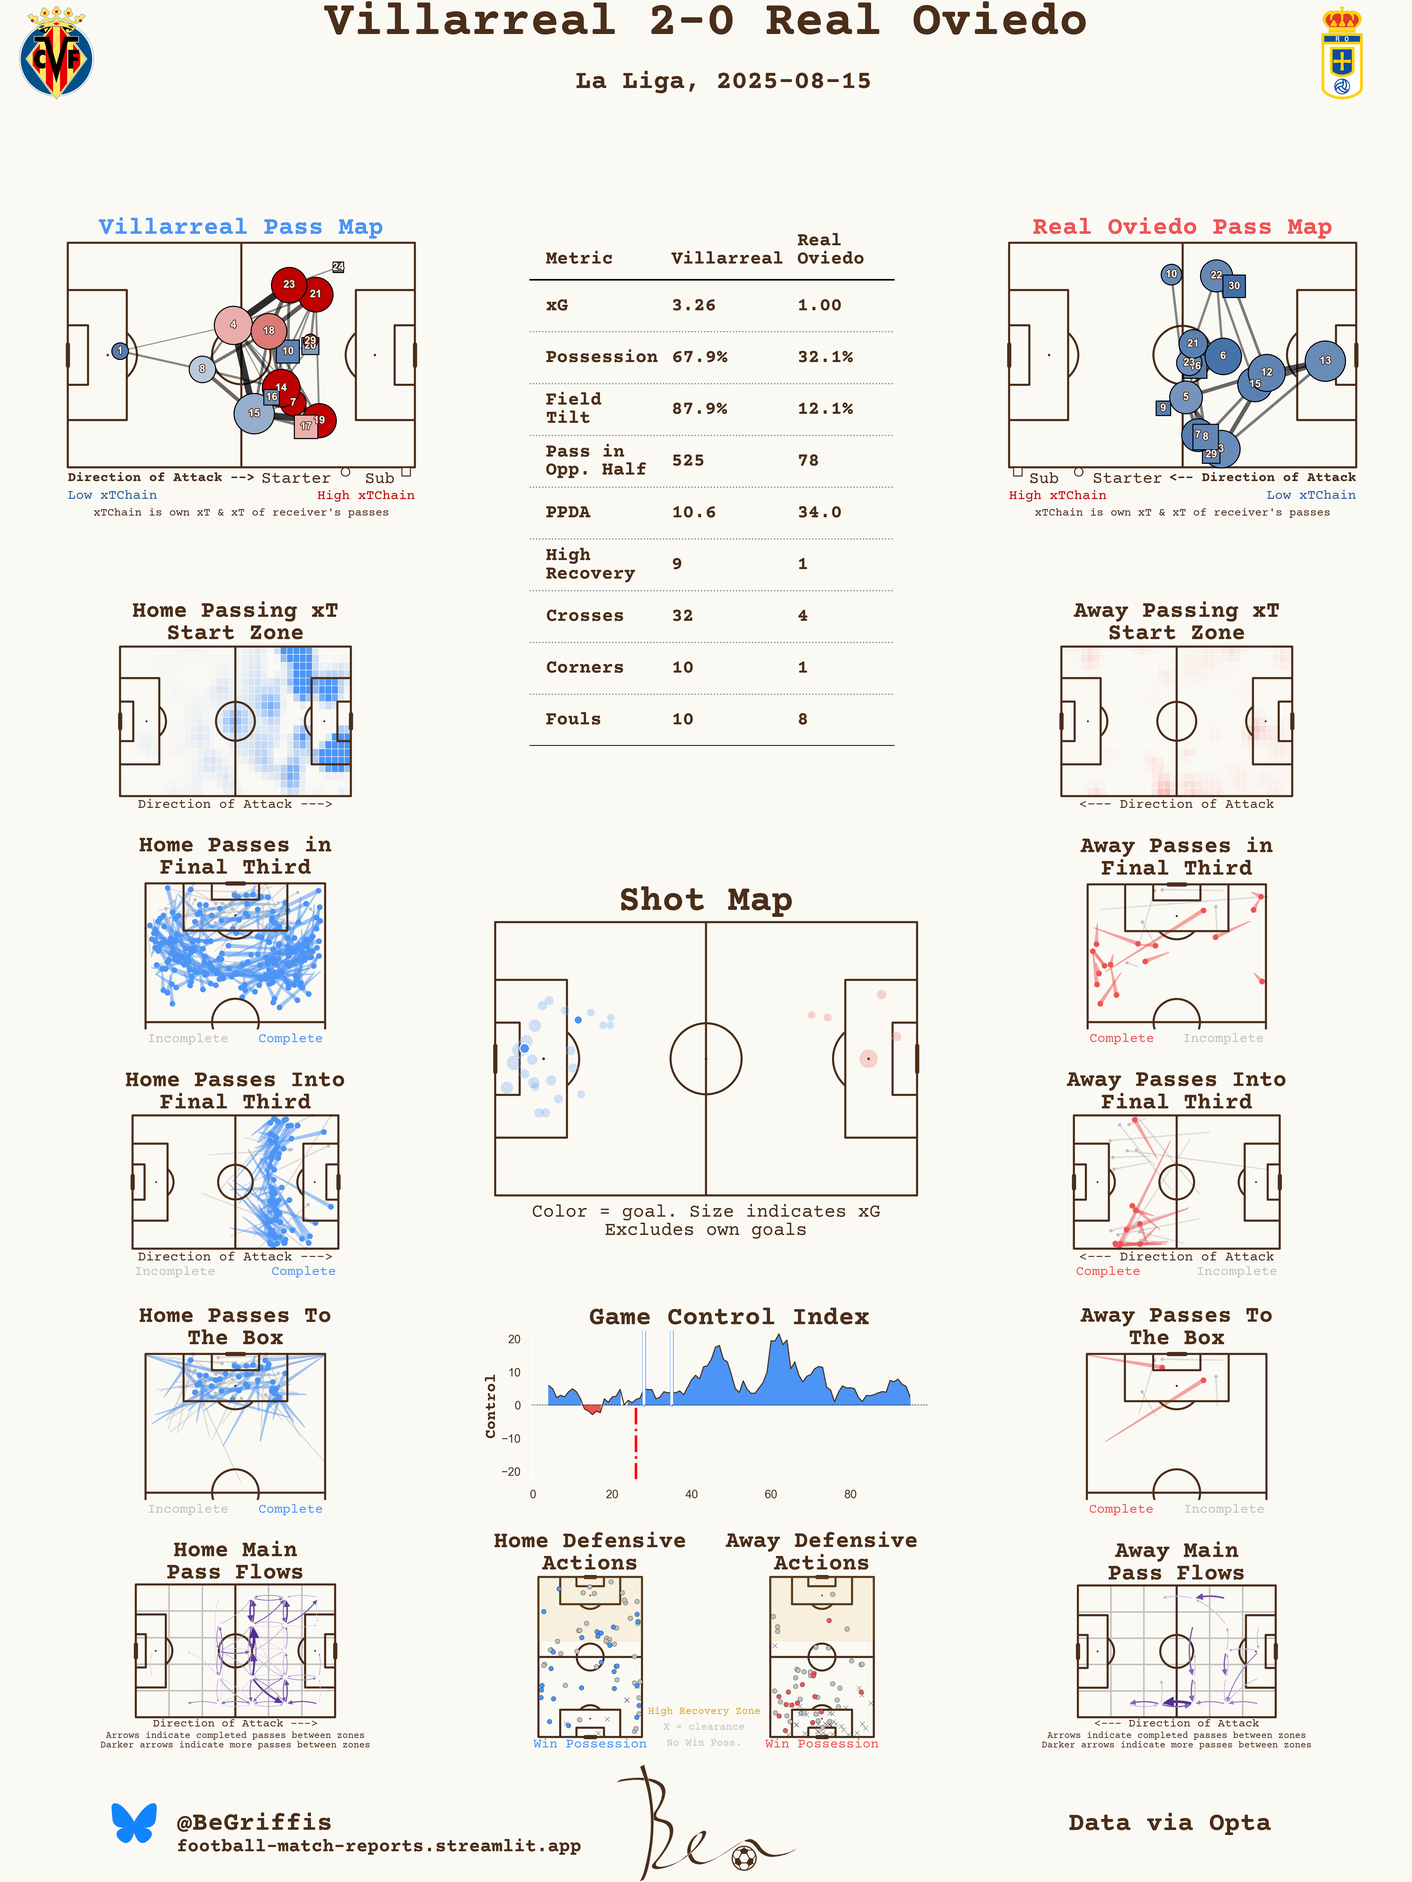 Villarreal 2-0 Real Oviedo
La Liga, 2025-08-15
CVF
RO
Villarreal Pass Map
24
23
21
4
18
29
10
1
8
14
16
7
15
19
17
Direction of Attack --> Starter Sub
Low xTChain High xTChain
xTChain is own xT & xT of receiver's passes
Metric Villarreal Real Oviedo
xG 3.26 1.00
Possession 67.9% 32.1%
Field Tilt 87.9% 12.1%
Pass in Opp. Half 525 78
PPDA 10.6 34.0
High Recovery 9 1
Crosses 32 4
Corners 10 1
Fouls 10 8
Real Oviedo Pass Map
10
22
30
21
6
13
23
12
15
5
9
7
8
29
Sub Starter <-- Direction of Attack
High xTChain Low xTChain
xTChain is own xT & xT of receiver's passes
Home Passing xT
Start Zone
Direction of Attack --->
Away Passing xT
Start Zone
<--- Direction of Attack
Home Passes in
Final Third
Incomplete Complete
Away Passes in
Final Third
Complete Incomplete
Shot Map
Color = goal. Size indicates xG
Excludes own goals
Home Passes Into
Final Third
Direction of Attack --->
Incomplete Complete
Away Passes Into
Final Third
<--- Direction of Attack
Complete Incomplete
Home Passes To
The Box
Incomplete Complete
Game Control Index
Control
20
10
0
−10
−20
0 20 40 60 80
Away Passes To
The Box
Complete Incomplete
Home Main
Pass Flows
Direction of Attack --->
Arrows indicate completed passes between zones
Darker arrows indicate more passes between zones
Home Defensive
Actions
Win Possession
High Recovery Zone
X = clearance
No Win Poss.
Away Defensive
Actions
Win Possession
Away Main
Pass Flows
<--- Direction of Attack
Arrows indicate completed passes between zones
Darker arrows indicate more passes between zones
@BeGriffis
football-match-reports.streamlit.app
Ben
Data via Opta